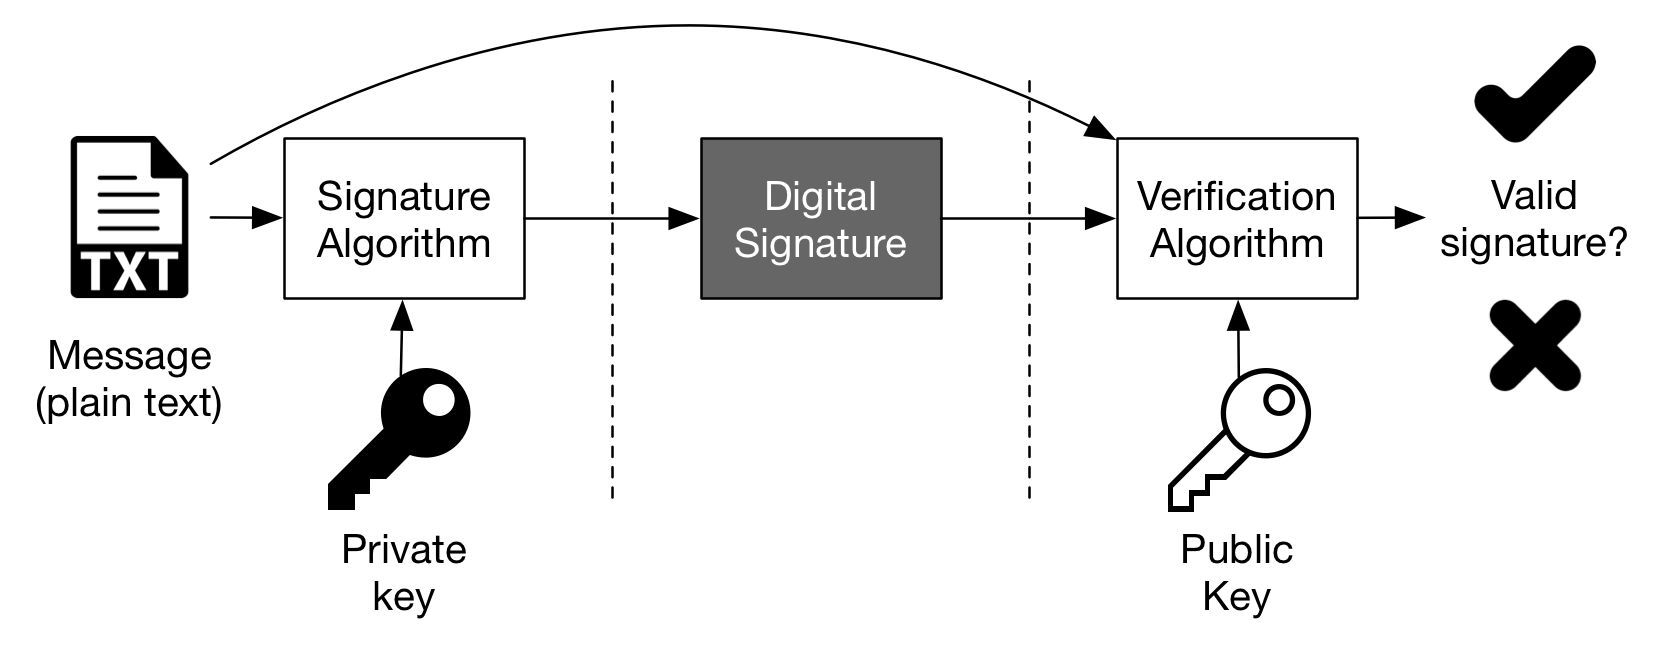 TXT
Message
(plain text)
Signature
Algorithm
Private
key
Digital
Signature
Verification
Algorithm
Public
Key
Valid
signature?